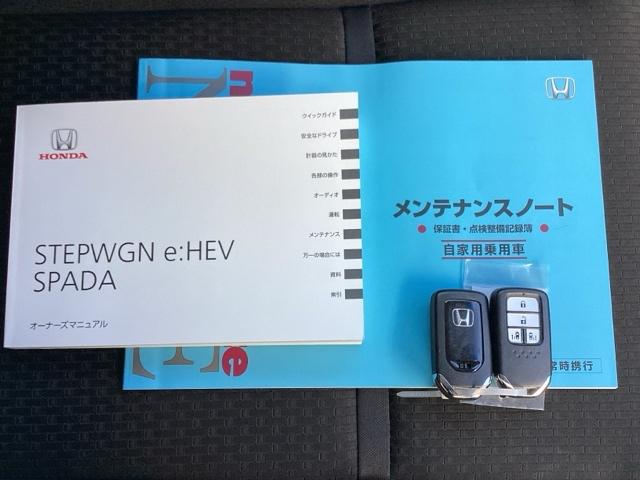 HONDA
STEPWGN e:HEV
SPADA
オーナーズマニュアル
クイックガイド
安全なドライブ
計器の見かた
各部の操作
オーディオ
運転
メンテナンス
万一の場合には
資料
索引
メンテナンスノート
保証書・点検整備記録簿
自家用乗用車
常時携行